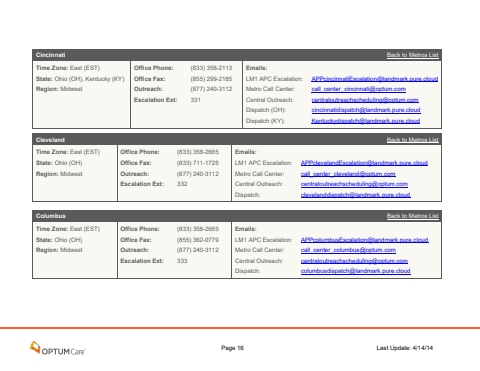 Cincinnati Back to Metros List
Time Zone: East (EST) Office Phone: (833) 358-2113 Emails:
State: Ohio (OH), Kentucky (KY) Office Fax: (855) 299-2185 LM1 APC Escalation: APPcincinnatiEscalation@landmark.pure.cloud
Region: Midwest Outreach: (877) 240-3112 Metro Call Center: call_center_cincinnati@optum.com
Escalation Ext: 331 Central Outreach: centraloutreachscheduling@optum.com
Dispatch (OH): cincinnatidispatch@landmark.pure.cloud
Dispatch (KY): Kentuckydispatch@landmark.pure.cloud
Cleveland Back to Metros List
Time Zone: East (EST) Office Phone: (833) 358-2665 Emails:
State: Ohio (OH) Office Fax: (833) 711-1725 LM1 APC Escalation: APPclevelandEscalation@landmark.pure.cloud
Region: Midwest Outreach: (877) 240-3112 Metro Call Center: call_center_cleveland@optum.com
Escalation Ext: 332 Central Outreach: centraloutreachscheduling@optum.com
Dispatch: clevelanddispatch@landmark.pure.cloud
Columbus Back to Metros List
Time Zone: East (EST) Office Phone: (833) 358-2665 Emails:
State: Ohio (OH) Office Fax: (855) 362-0779 LM1 APC Escalation: APPcolumbusEscalation@landmark.pure.cloud
Region: Midwest Outreach: (877) 240-3112 Metro Call Center: call_center_columbus@optum.com
Escalation Ext: 333 Central Outreach: centraloutreachscheduling@optum.com
Dispatch: columbusdispatch@landmark.pure.cloud
OPTUMCare Page 16 Last Update: 4/14/14